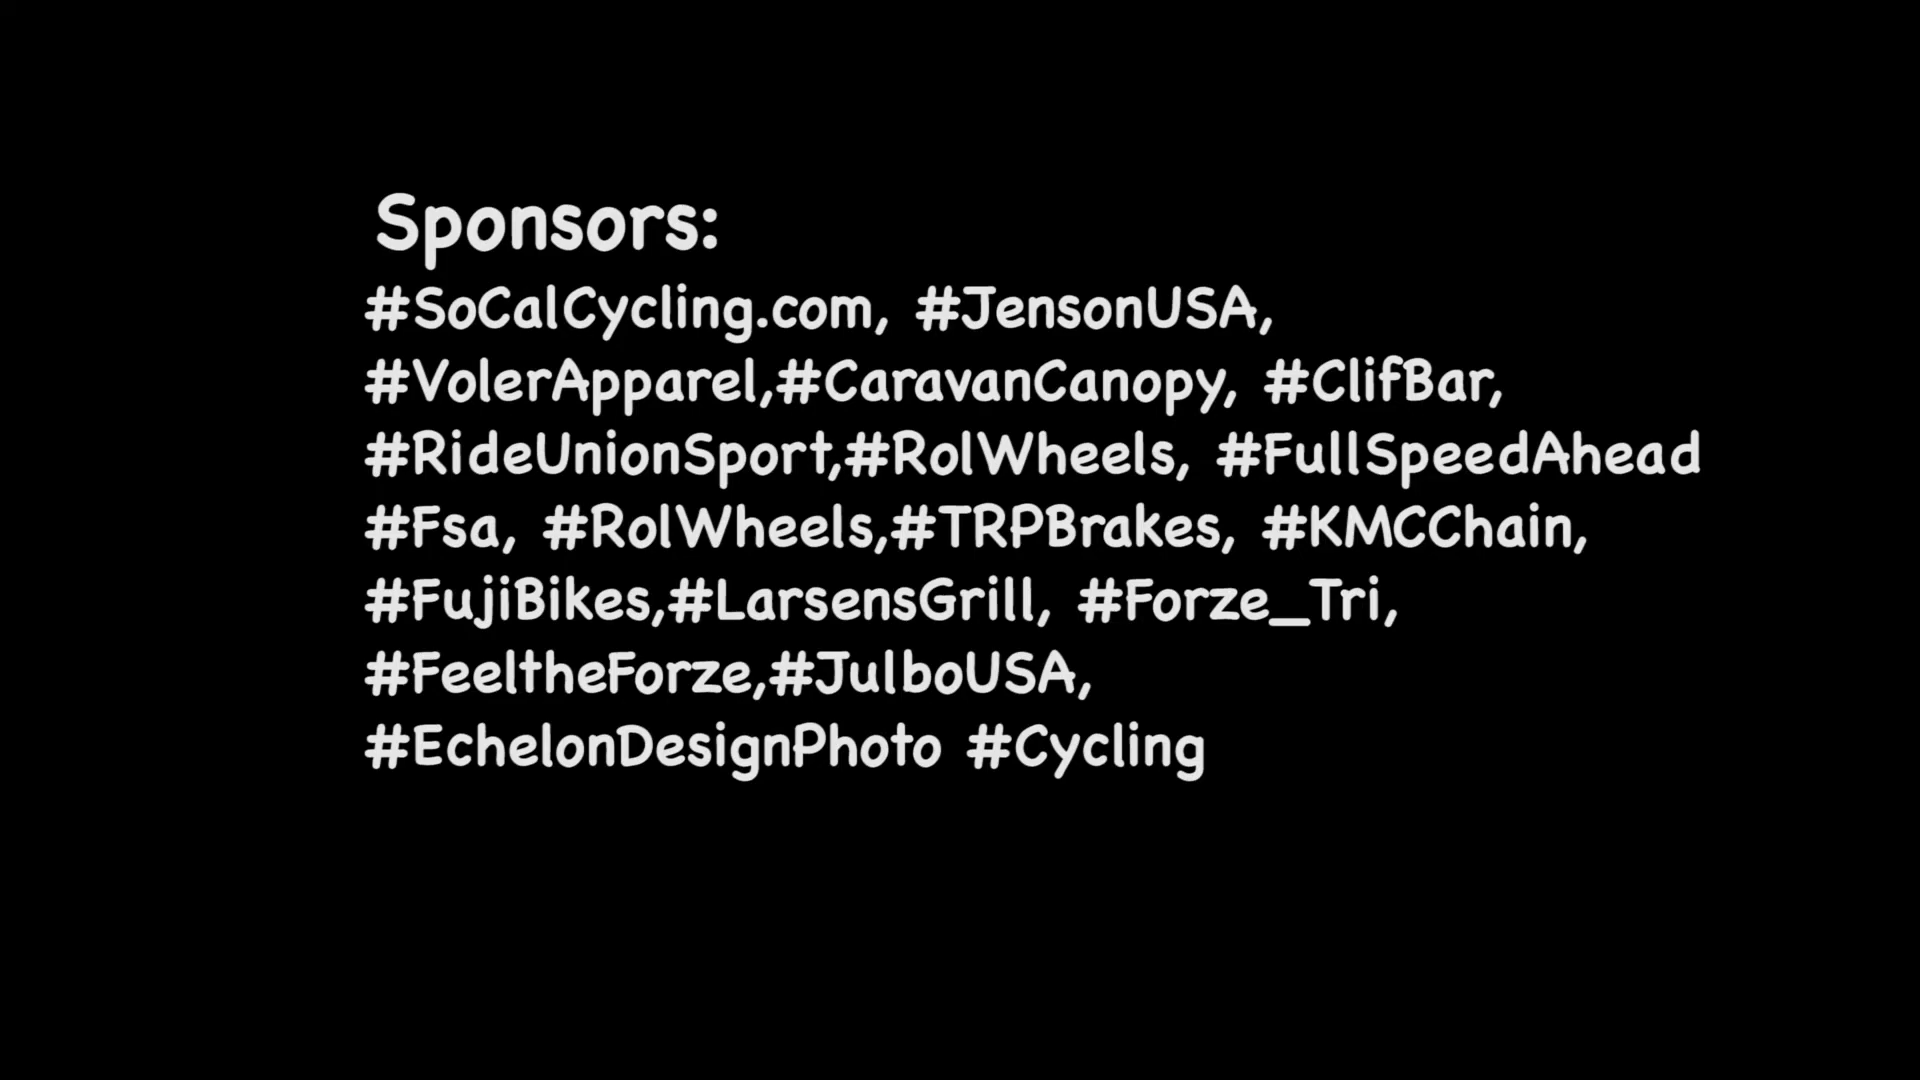 Sponsors:
#SoCalCycling.com, #JensonUSA,
#VolerApparel,#CaravanCanopy, #ClifBar,
#RideUnionSport,#RolWheels, #FullSpeedAhead
#Fsa, #RolWheels,#TRPBrakes, #KMCChain,
#FujiBikes,#LarsensGrill, #Forze_Tri,
#FeeltheForze,#JulboUSA,
#EchelonDesignPhoto #Cycling